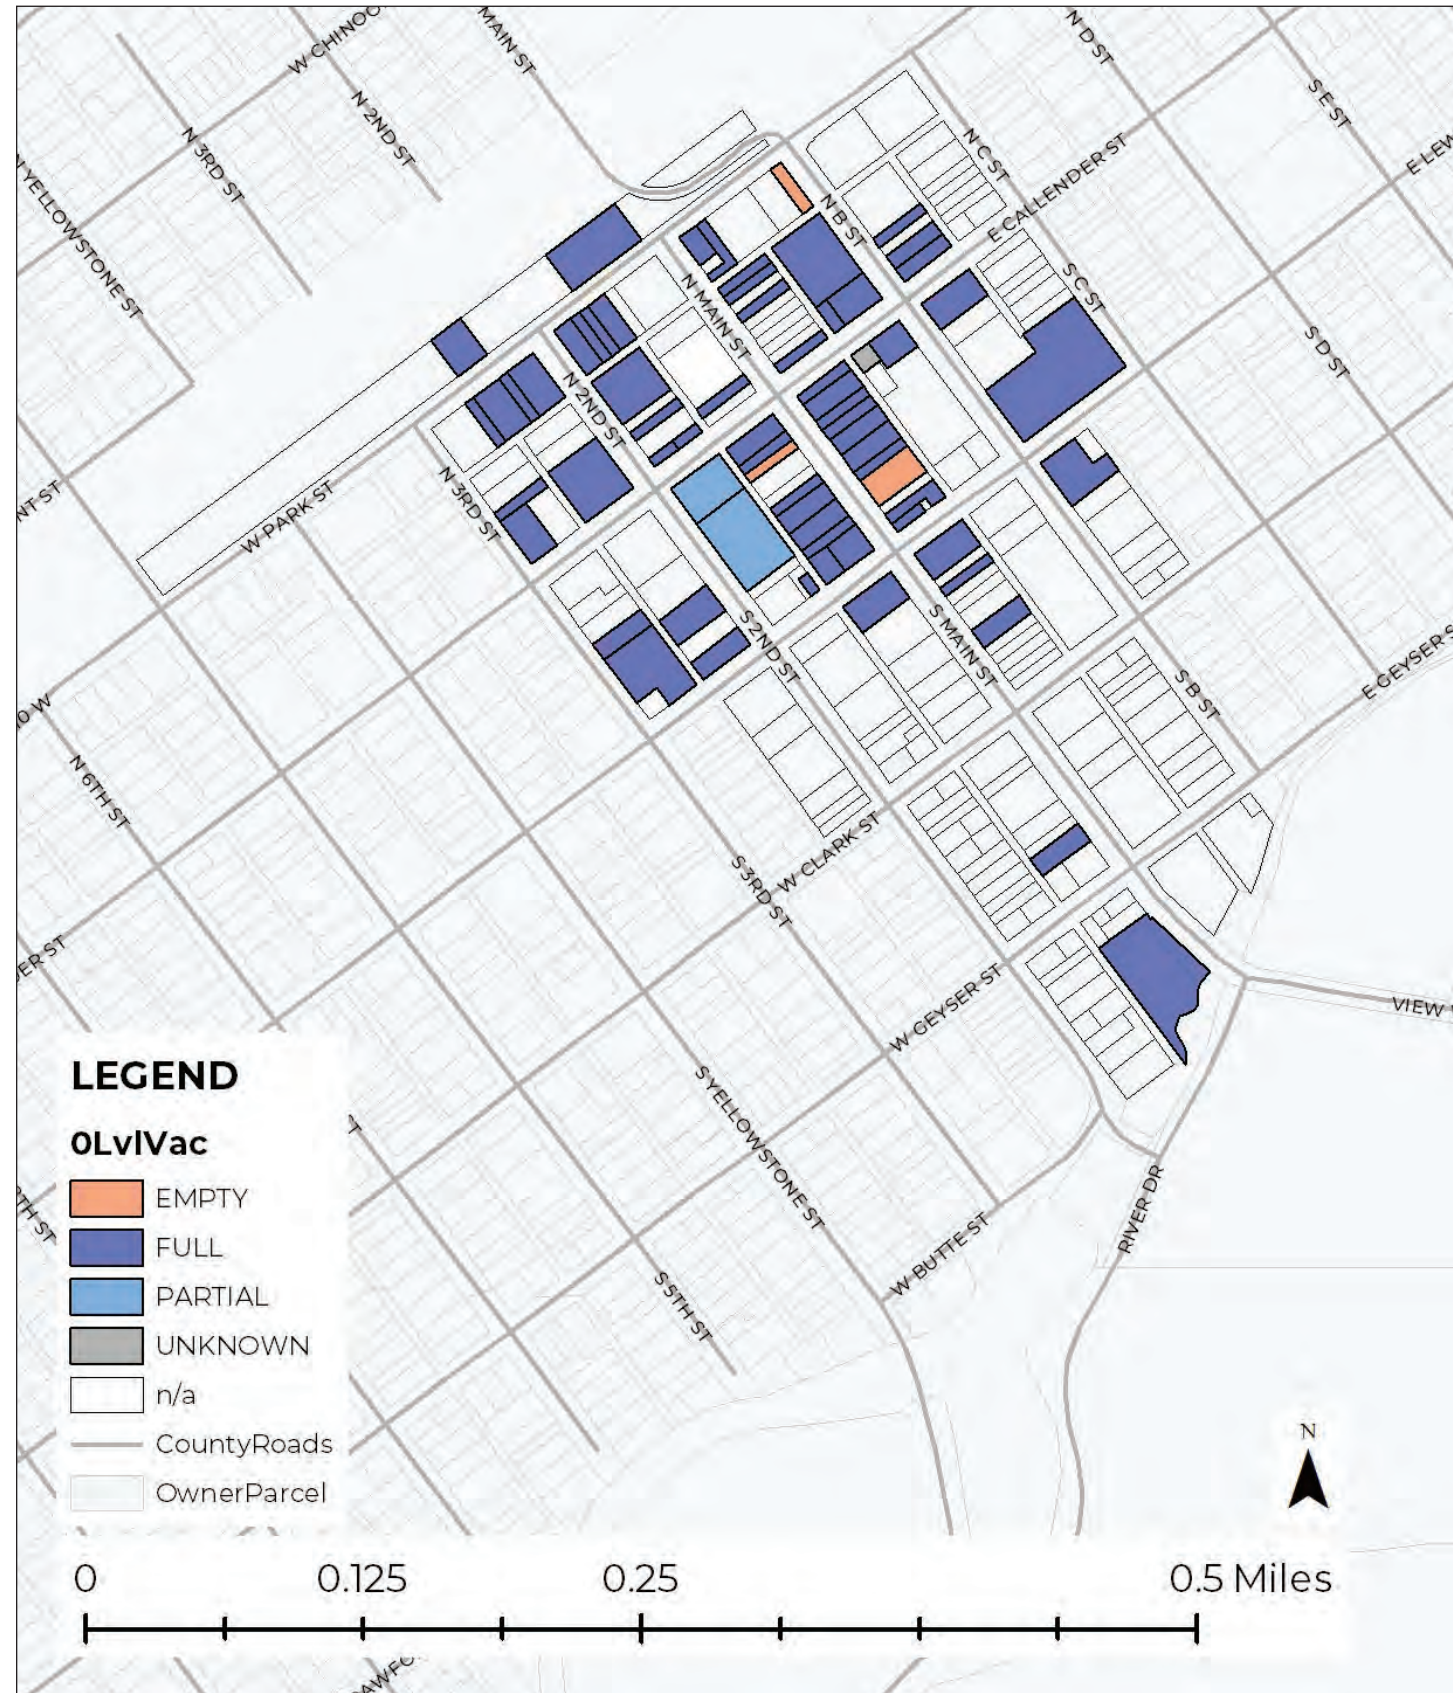 W CHINOO
MAIN ST
N D ST
S E ST
N 2ND ST
N 3RD ST
N C ST
E CALLENDER ST
E LEW
N YELLOWSTONE ST
N B ST
S C ST
N MAIN ST
S D ST
N 2ND ST
N 3RD ST
NT ST
W PARK ST
S 2ND ST
S MAIN ST
S B ST
E GEYSER S
O W
N 6TH ST
S 3RD ST
W CLARK ST
W GEYSER ST
VIEW
S YELLOWSTONE ST
RIVER DR
W BUTTE ST
S 5TH ST
LEGEND
0LvlVac
EMPTY
FULL
PARTIAL
UNKNOWN
n/a
CountyRoads
OwnerParcel
N
0 0.125 0.25 0.5 Miles